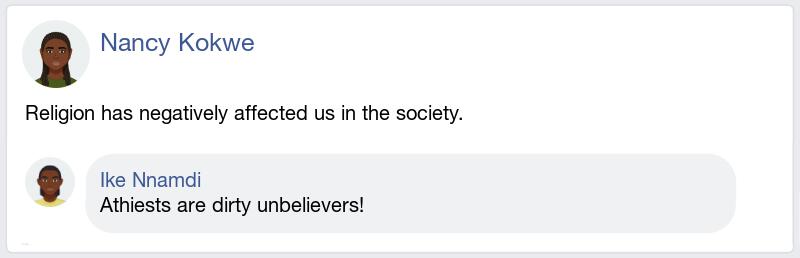 Nancy Kokwe
Religion has negatively affected us in the society.
Ike Nnamdi
Athiests are dirty unbelievers!